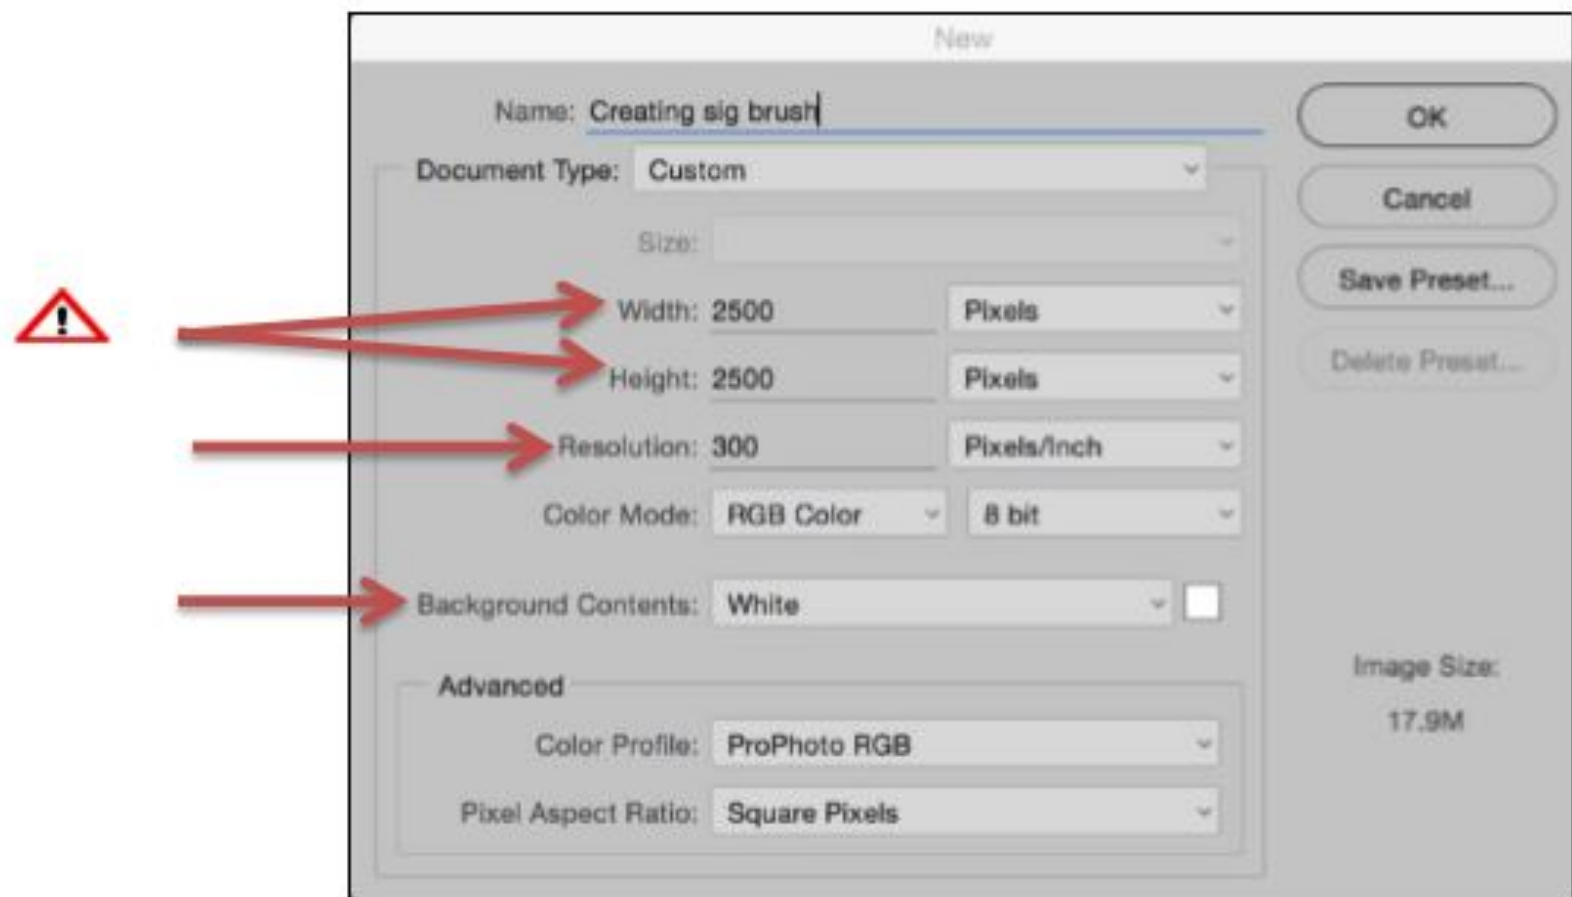 New
Name: Creating sig brush
OK
Document Type: Custom
Cancel
Size:
Save Preset...
Width: 2500 Pixels
!
Delete Preset...
Height: 2500 Pixels
Resolution: 300 Pixels/Inch
Color Mode: RGB Color 8 bit
Background Contents: White
Image Size:
17.9M
Advanced
Color Profile: ProPhoto RGB
Pixel Aspect Ratio: Square Pixels